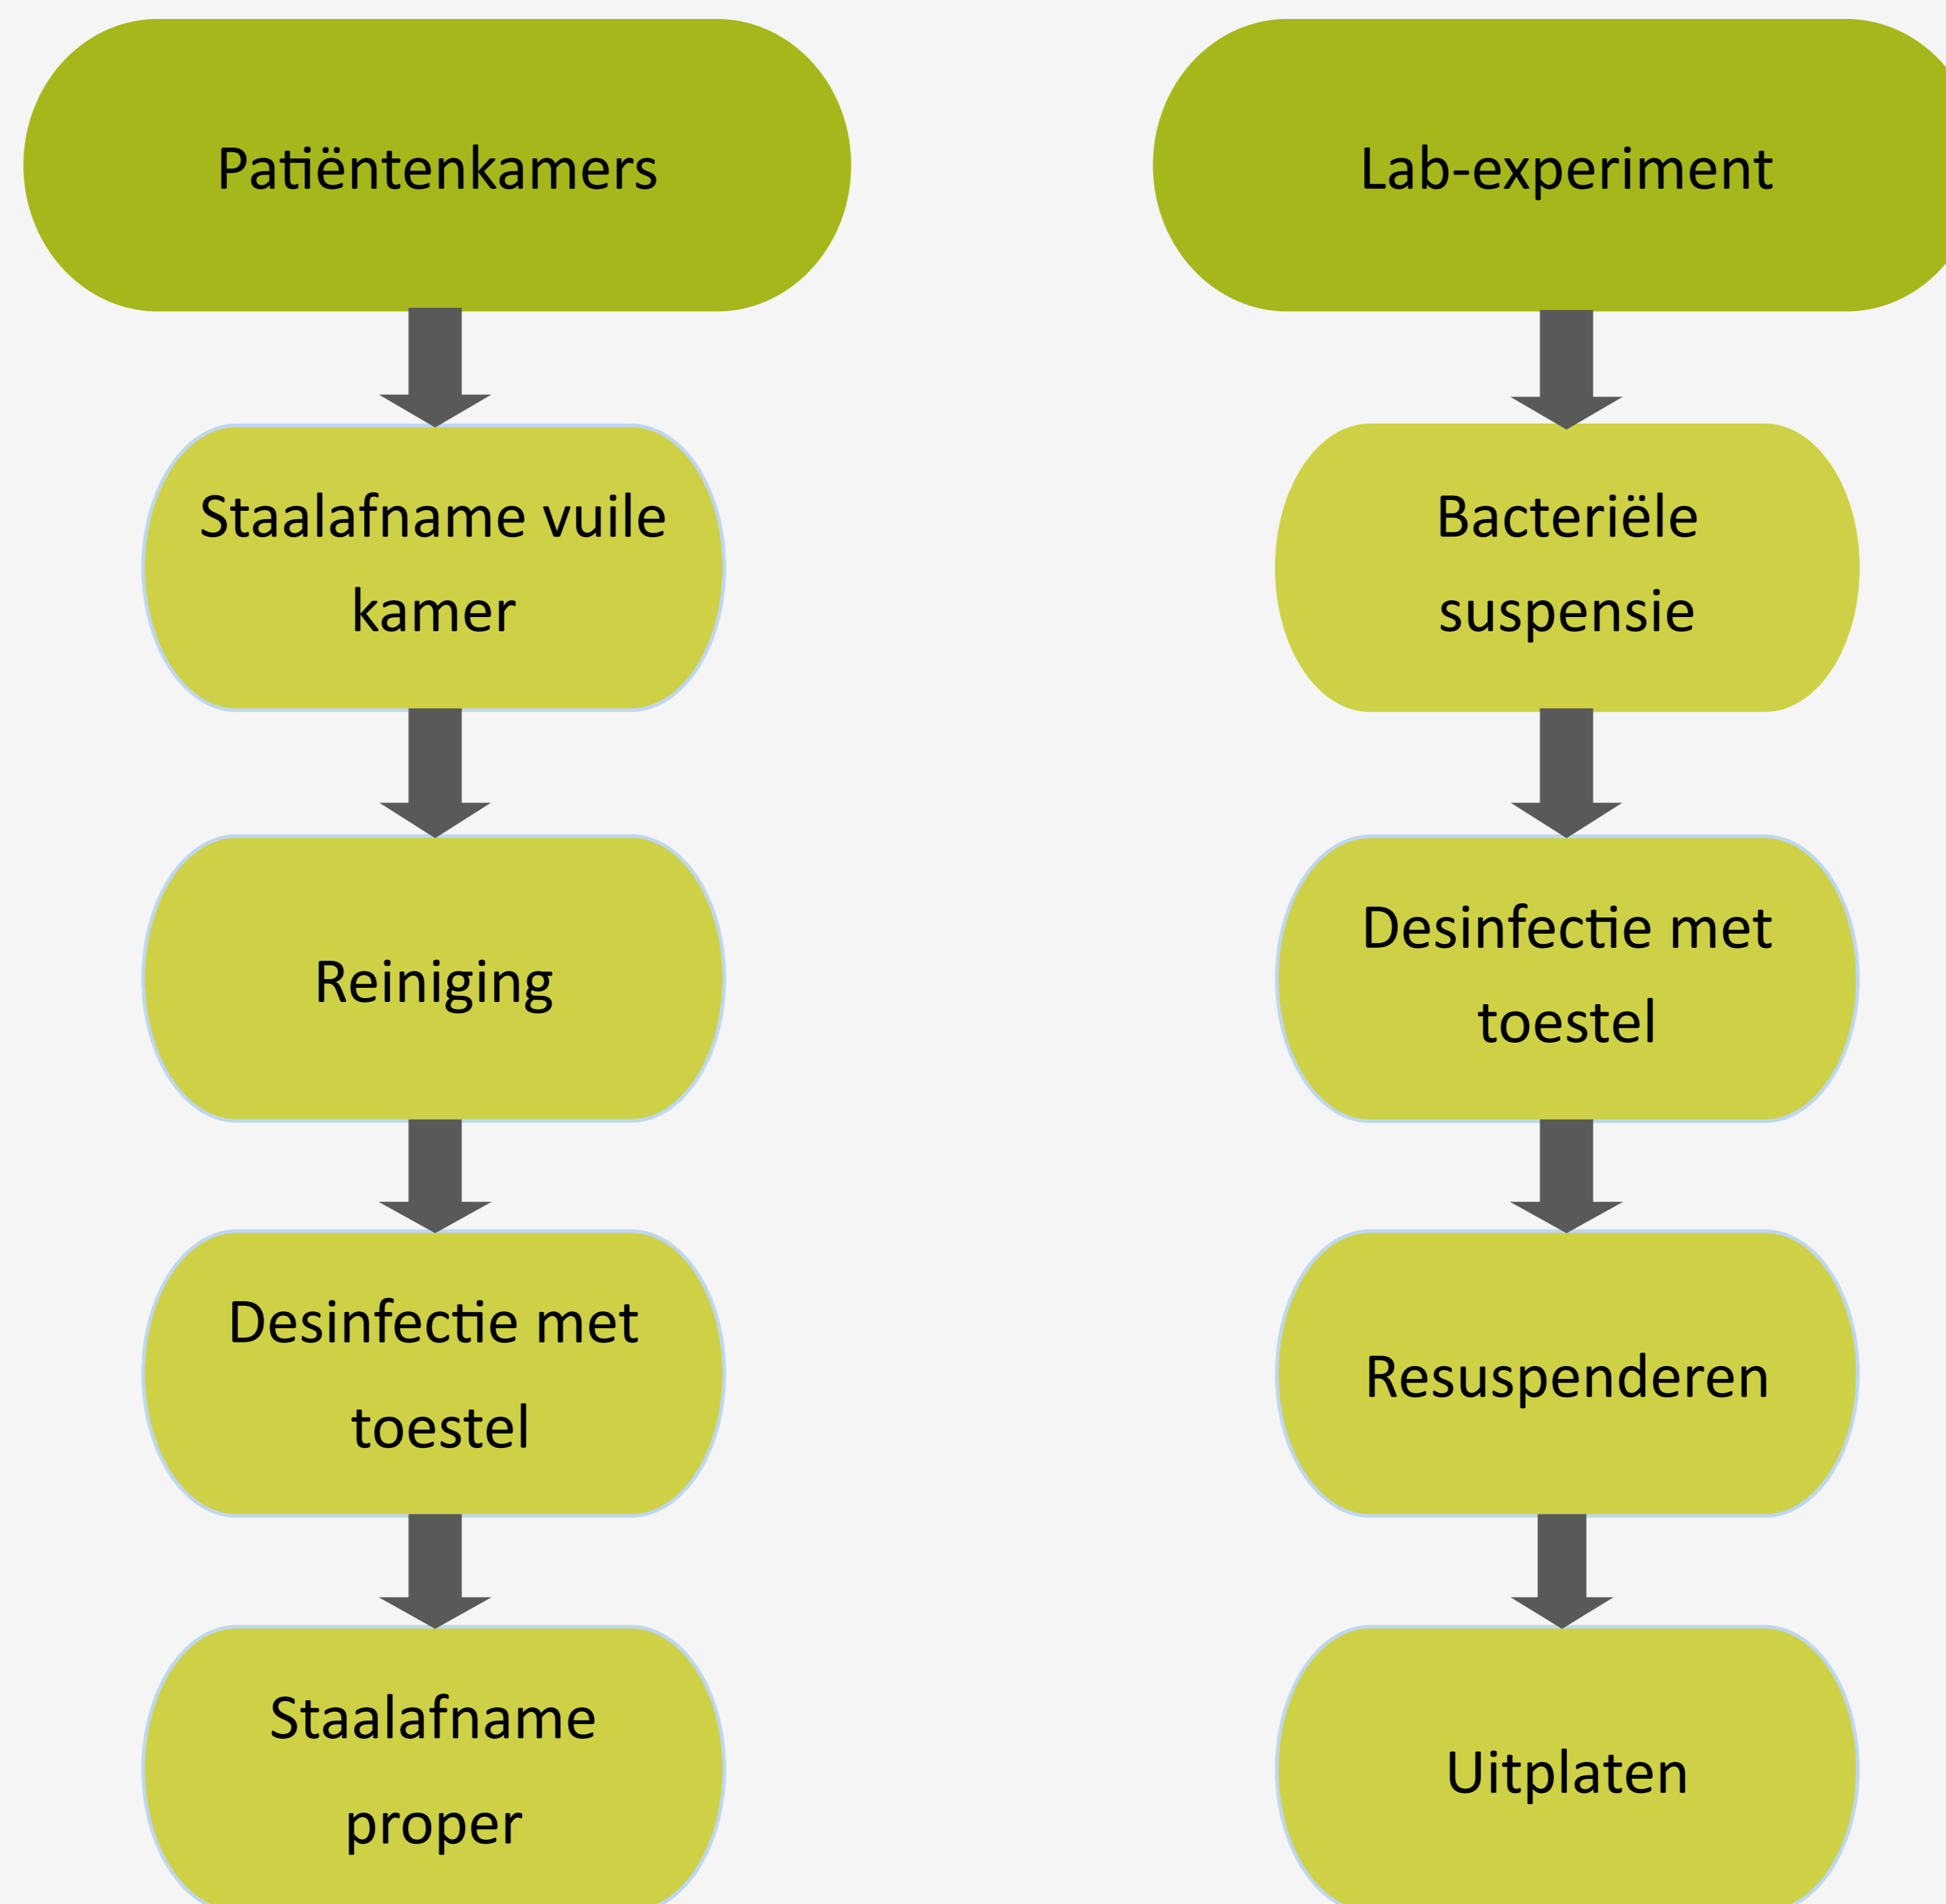 Patiëntenkamers
Staalafname vuile
kamer
Reiniging
Desinfectie met
toestel
Staalafname
proper
Lab-experiment
Bacteriële
suspensie
Desinfectie met
toestel
Resuspenderen
Uitplaten